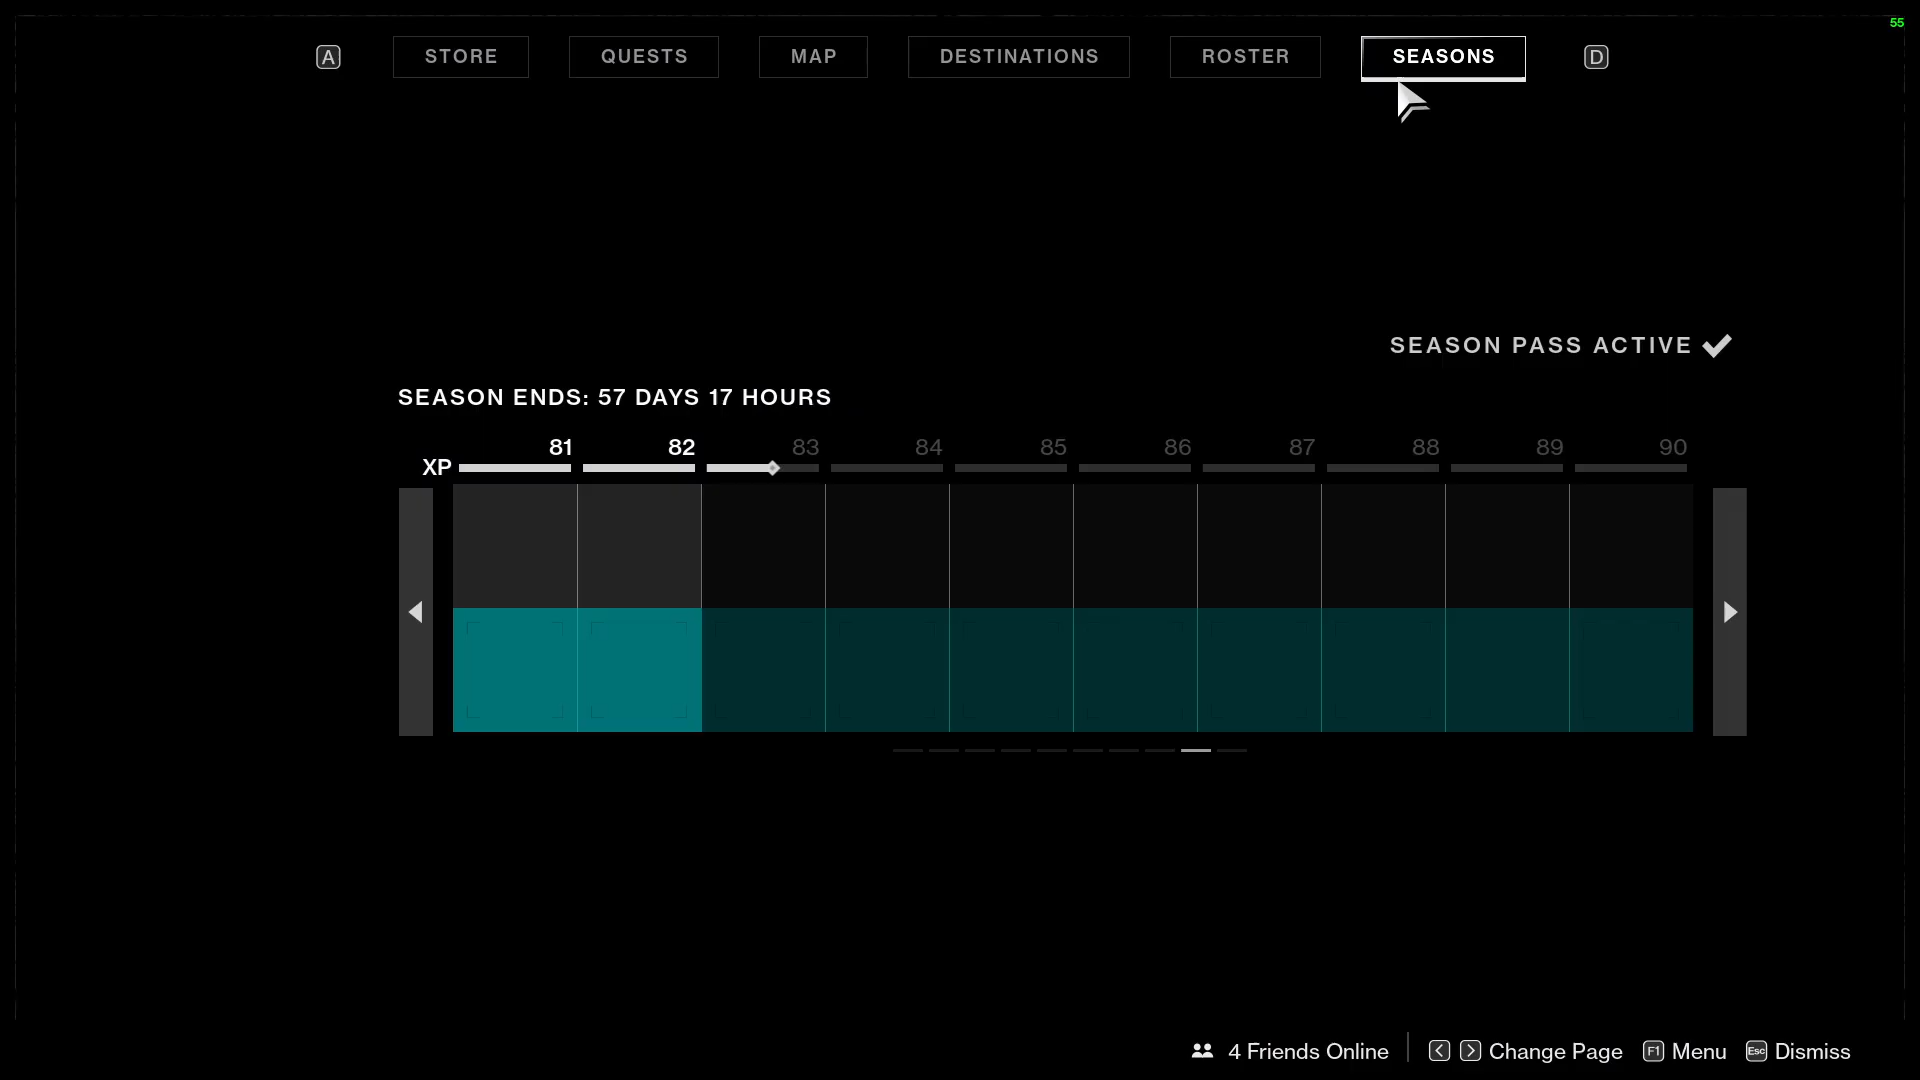 55
A STORE QUESTS MAP DESTINATIONS ROSTER SEASONS D
SEASON PASS ACTIVE
SEASON ENDS: 57 DAYS 17 HOURS
81 82 83 84 85 86 87 88 89 90
XP
4 Friends Online < > Change Page F1 Menu Esc Dismiss